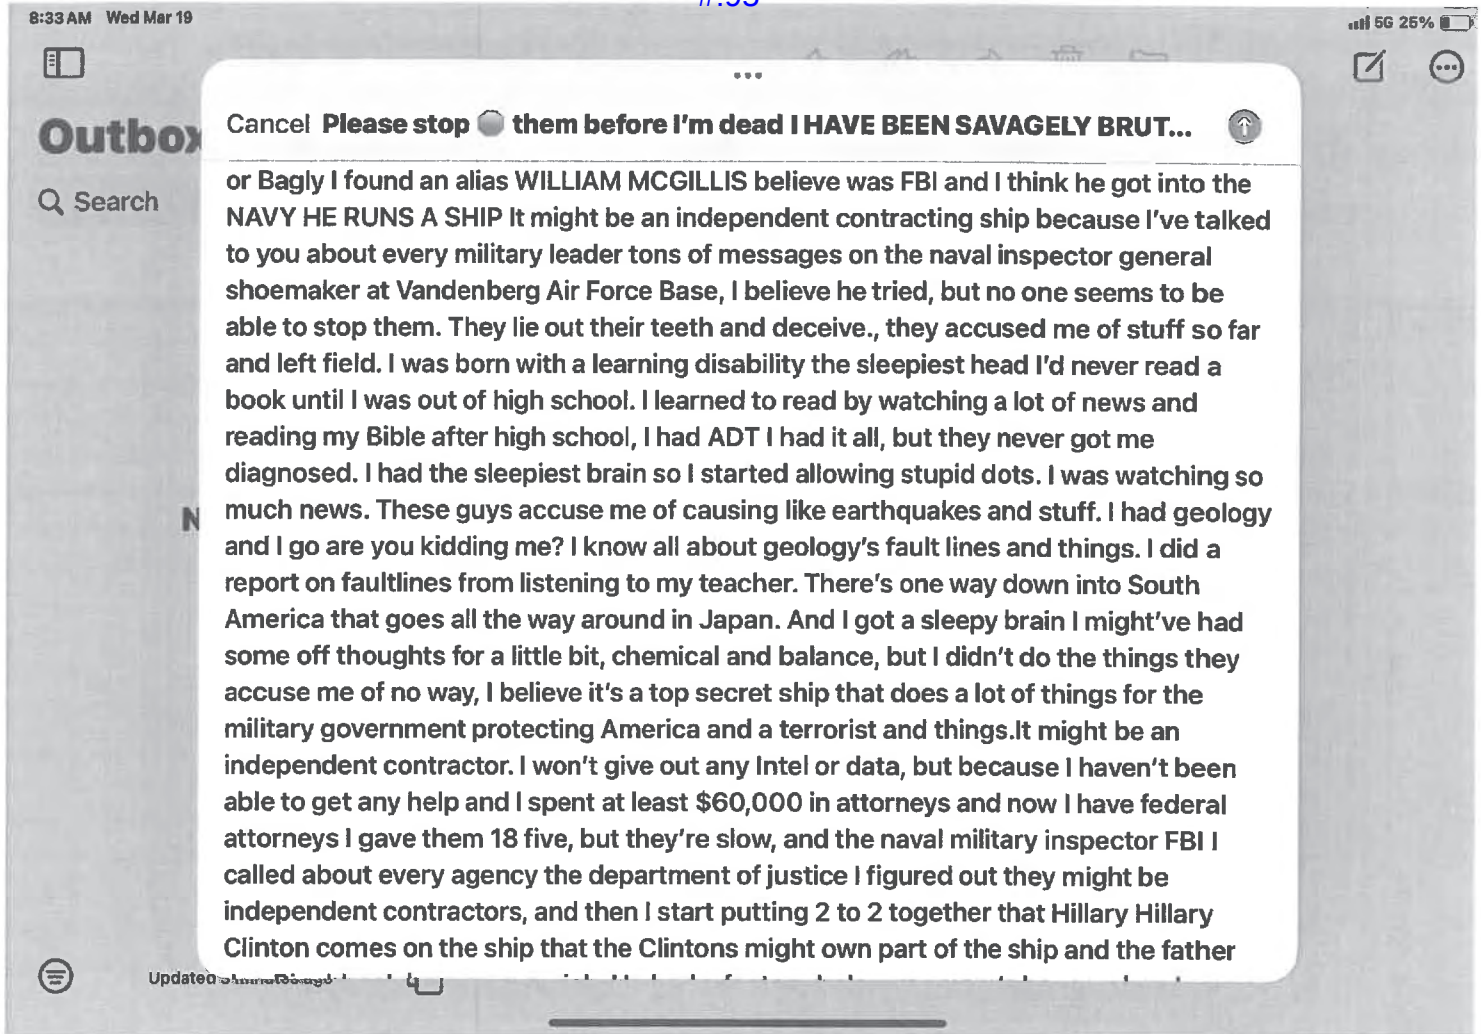 8:33 AM Wed Mar 19
5G 25%
Outbox
Cancel Please stop them before I'm dead I HAVE BEEN SAVAGELY BRUT...
Search
or Bagly I found an alias WILLIAM MCGILLIS believe was FBI and I think he got into the
NAVY HE RUNS A SHIP It might be an independent contracting ship because I've talked
to you about every military leader tons of messages on the naval inspector general
shoemaker at Vandenberg Air Force Base, I believe he tried, but no one seems to be
able to stop them. They lie out their teeth and deceive., they accused me of stuff so far
and left field. I was born with a learning disability the sleepiest head I'd never read a
book until I was out of high school. I learned to read by watching a lot of news and
reading my Bible after high school, I had ADT I had it all, but they never got me
diagnosed. I had the sleepiest brain so I started allowing stupid dots. I was watching so
much news. These guys accuse me of causing like earthquakes and stuff. I had geology
and I go are you kidding me? I know all about geology's fault lines and things. I did a
report on faultlines from listening to my teacher. There's one way down into South
America that goes all the way around in Japan. And I got a sleepy brain I might've had
some off thoughts for a little bit, chemical and balance, but I didn't do the things they
accuse me of no way, I believe it's a top secret ship that does a lot of things for the
military government protecting America and a terrorist and things.It might be an
independent contractor. I won't give out any Intel or data, but because I haven't been
able to get any help and I spent at least $60,000 in attorneys and now I have federal
attorneys I gave them 18 five, but they're slow, and the naval military inspector FBI I
called about every agency the department of justice I figured out they might be
independent contractors, and then I start putting 2 to 2 together that Hillary Hillary
Clinton comes on the ship that the Clintons might own part of the ship and the father
Updated